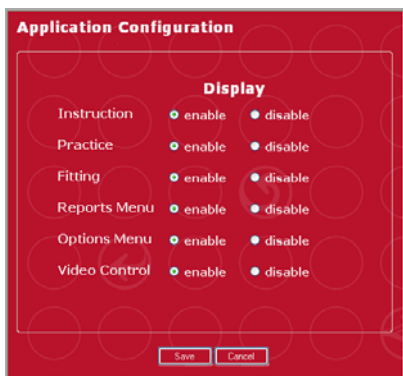 Application Configuration
Display
Instruction enable disable
Practice enable disable
Fitting enable disable
Reports Menu enable disable
Options Menu enable disable
Video Control enable disable
Save Cancel